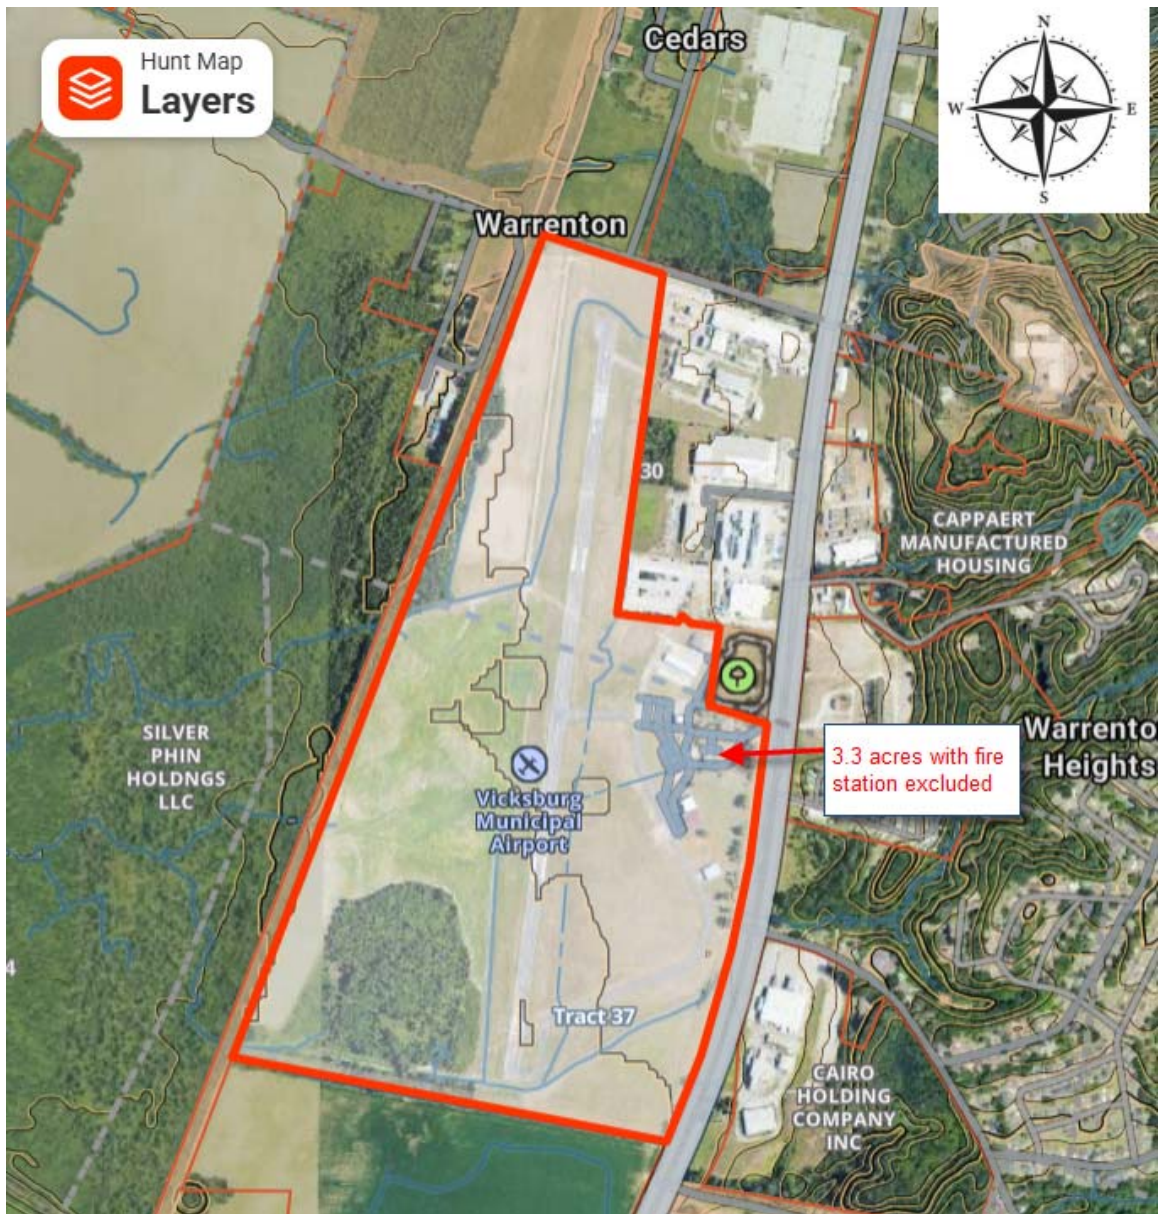 Hunt Map
Layers
Cedars
N
W
E
S
Warrenton
30
CAPPAERT
MANUFACTURED
HOUSING
SILVER
PHIN
HOLDNGS
LLC
Warrento
Heights
3.3 acres with fire
station excluded
Vicksburg
Municipal
Airport
4
Tract 37
CAIRO
HOLDING
COMPANY
INC